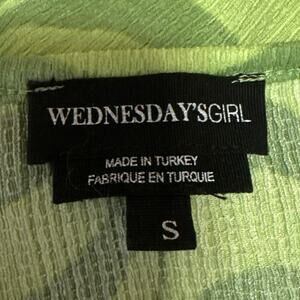 WEDNESDAY'SGIRL
MADE IN TURKEY
FABRIQUE EN TURQUIE
S